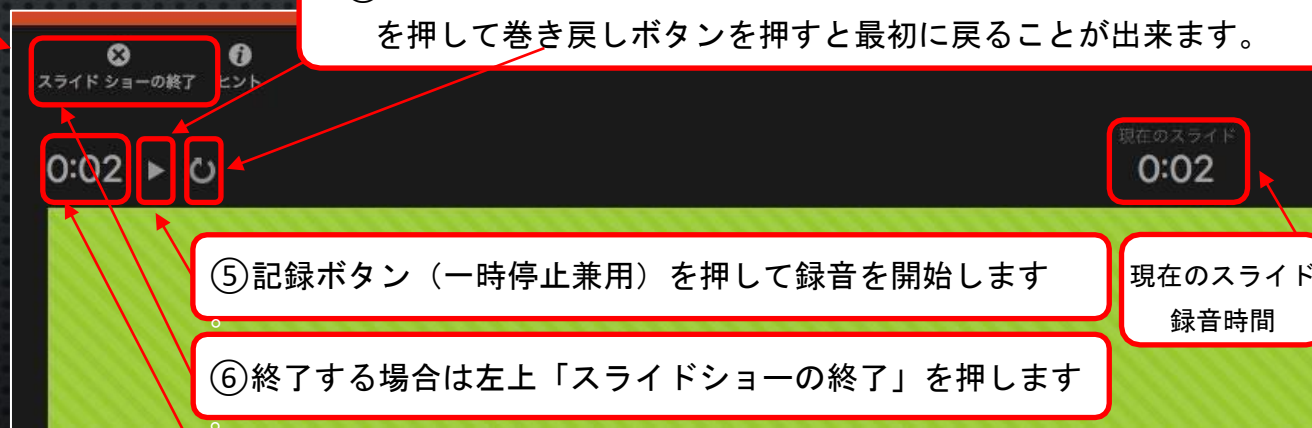 を押して巻き戻しボタンを押すと最初に戻ることが出来ます。
スライド ショーの終了 ヒント
現在のスライド
0:02
0:02
⑤記録ボタン（一時停止兼用）を押して録音を開始します
。
現在のスライド
録音時間
⑥終了する場合は左上「スライドショーの終了」を押します
。